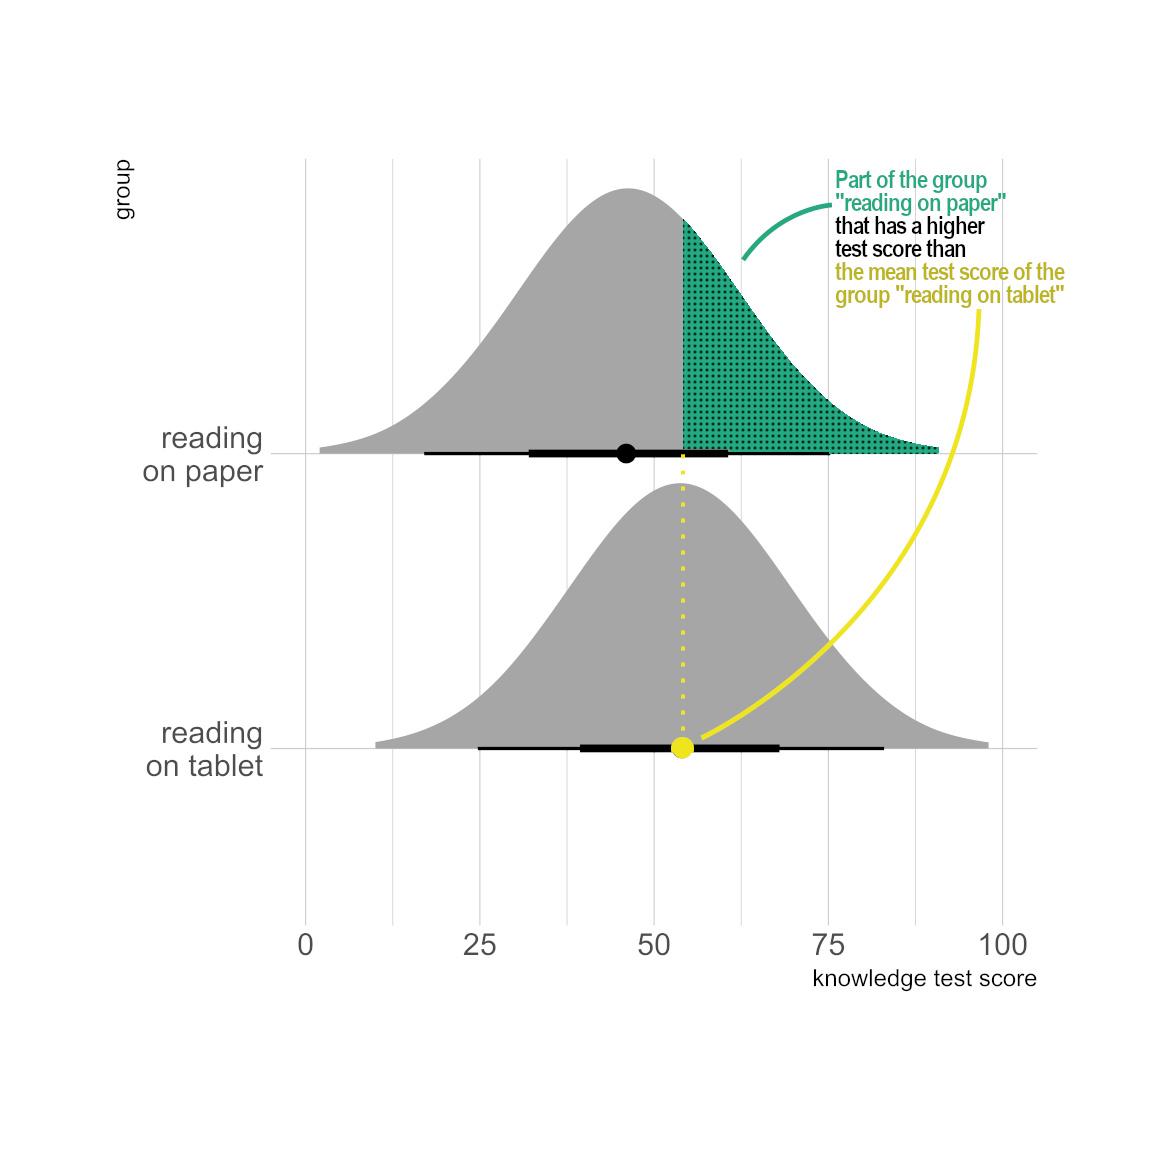 group
Part of the group
"reading on paper"
that has a higher
test score than
the mean test score of the
group "reading on tablet"
reading
on paper
reading
on tablet
0 25 50 75 100
knowledge test score